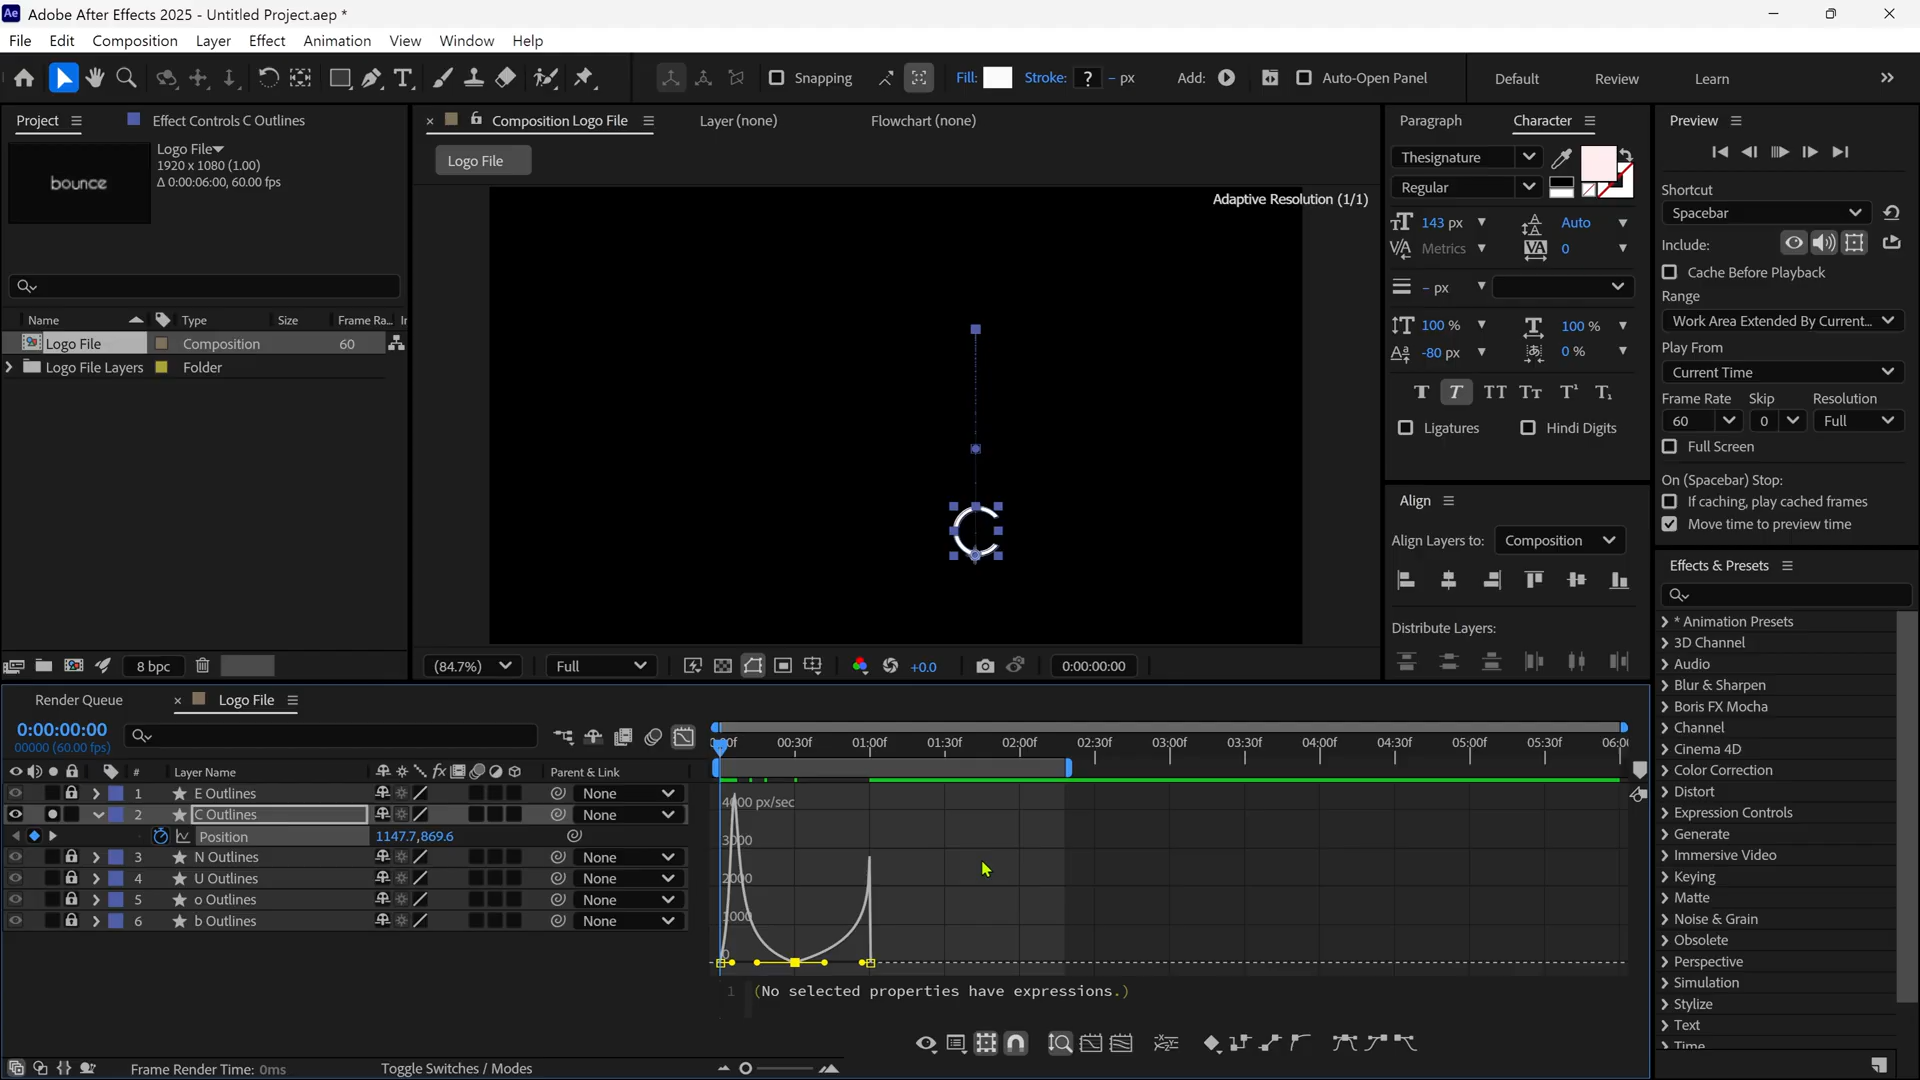 Adobe After Effects 2025 - Untitled Project.aep *
File Edit Composition Layer Effect Animation View Window Help
Snapping Fill: Stroke: ? - px Add: Auto-Open Panel Default Review Learn
Project Effect Controls C Outlines
Logo File
1920 x 1080 (1.00)
Δ 0:00:06:00, 60.00 fps
bounce
Name Type Size Frame Ra... Ir
Logo File Composition 60
Logo File Layers Folder
8 bpc
Composition Logo File Layer (none) Flowchart (none)
Logo File
Adaptive Resolution (1/1)
C
(84.7%) Full +0.0 0:00:00:00
Paragraph Character
Thesignature
Regular
143 px Auto
Metrics 0
- px
100 % 100 %
-80 px 0 %
T T TT Tt T¹ T₁
Ligatures Hindi Digits
Align
Align Layers to: Composition
Distribute Layers:
Preview
Shortcut
Spacebar
Include:
Cache Before Playback
Range
Work Area Extended By Current...
Play From
Current Time
Frame Rate Skip Resolution
60 0 Full
Full Screen
On (Spacebar) Stop:
If caching, play cached frames
Move time to preview time
Effects & Presets
* Animation Presets
3D Channel
Audio
Blur & Sharpen
Boris FX Mocha
Channel
Cinema 4D
Color Correction
Distort
Expression Controls
Generate
Immersive Video
Keying
Matte
Noise & Grain
Obsolete
Perspective
Simulation
Stylize
Text
Time
Render Queue Logo File
0:00:00:00
00000 (60.00 fps)
# Layer Name Parent & Link
1 E Outlines None
2 C Outlines None
Position 1147.7,869.6
3 N Outlines None
4 U Outlines None
5 o Outlines None
6 b Outlines None
00f 00:30f 01:00f 01:30f 02:00f 02:30f 03:00f 03:30f 04:00f 04:30f 05:00f 05:30f 06:00
4000 px/sec
3000
2000
1000
0
1 (No selected properties have expressions.)
Frame Render Time: 0ms Toggle Switches / Modes